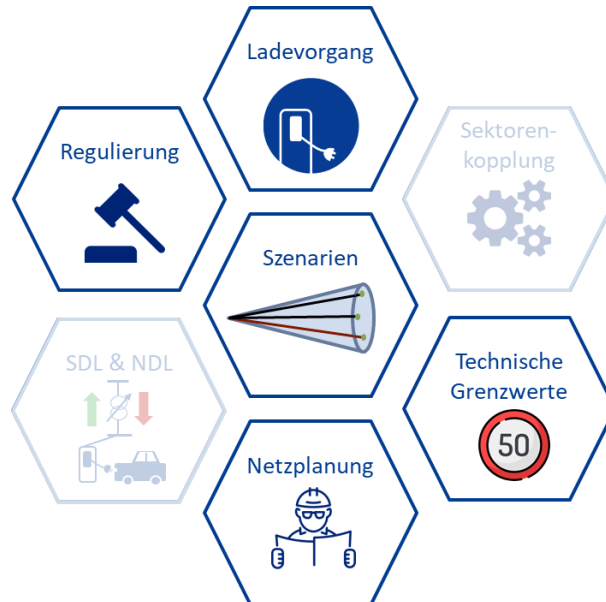 Ladevorgang
Regulierung
Sektoren-
kopplung
Szenarien
SDL & NDL
Technische
Grenzwerte
50
Netzplanung